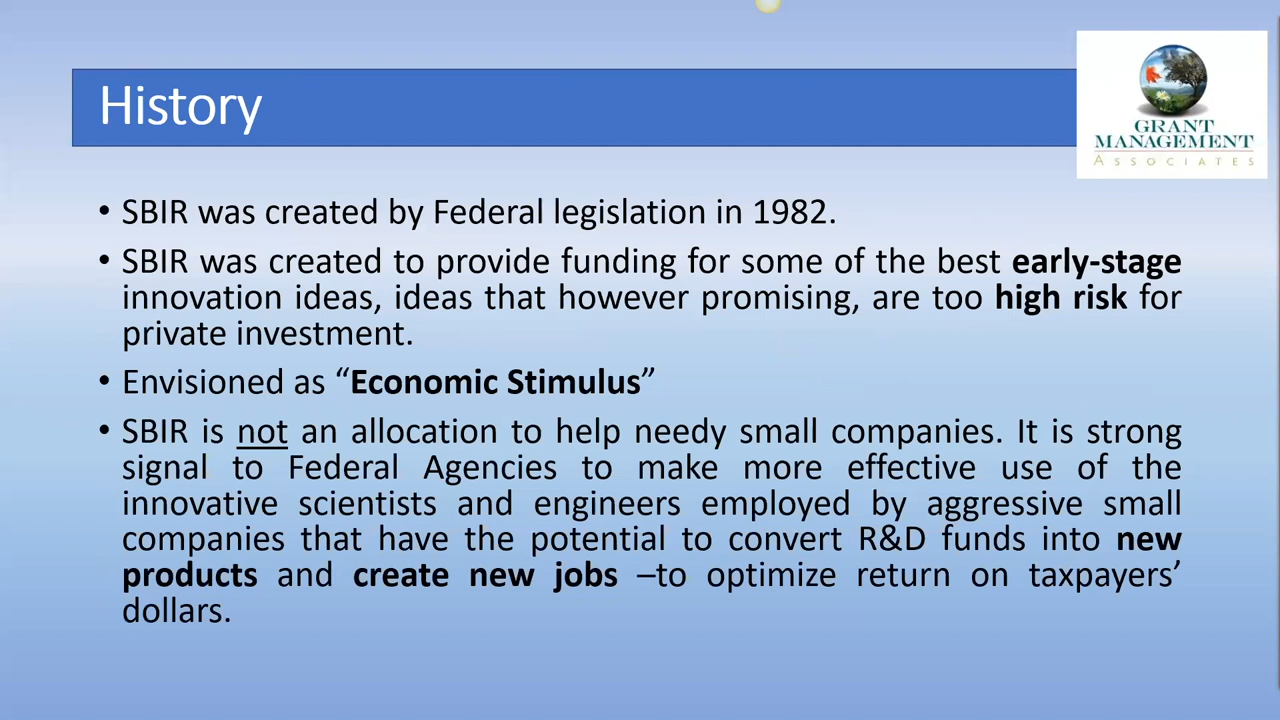 History
GRANT
MANAGEMENT
ASSOCIATES
• SBIR was created by Federal legislation in 1982.
• SBIR was created to provide funding for some of the best early-stage
innovation ideas, ideas that however promising, are too high risk for
private investment.
• Envisioned as “Economic Stimulus”
• SBIR is not an allocation to help needy small companies. It is strong
signal to Federal Agencies to make more effective use of the
innovative scientists and engineers employed by aggressive small
companies that have the potential to convert R&D funds into new
products and create new jobs –to optimize return on taxpayers’
dollars.